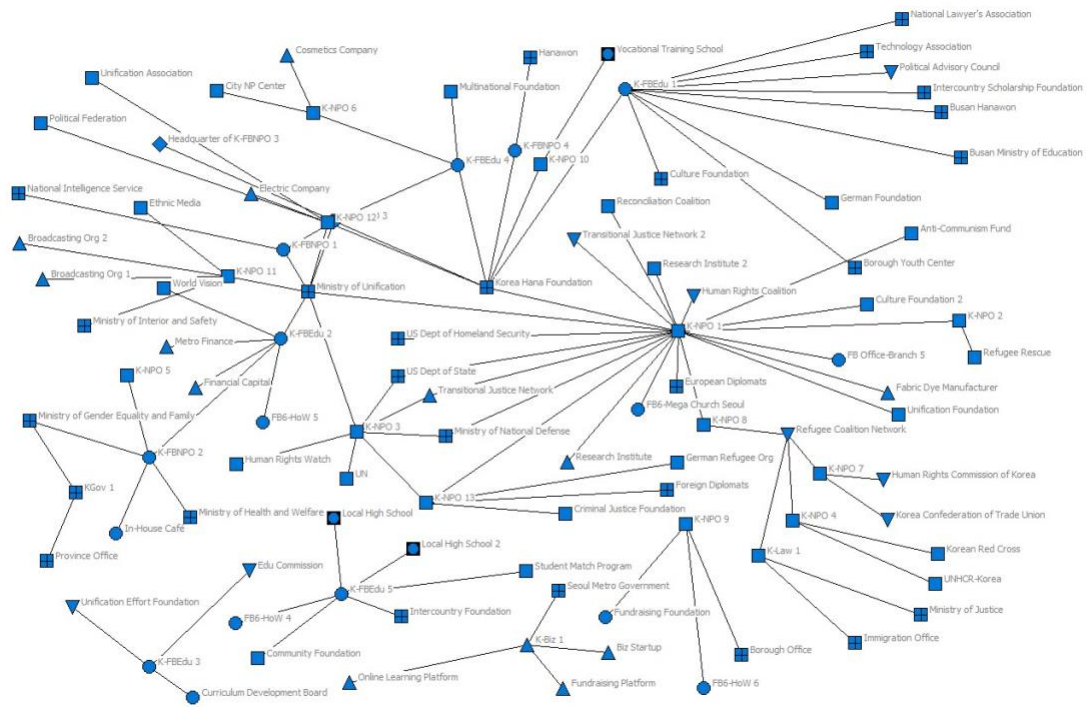 National Lawyer's Association
Cosmetics Company
Hanawon
Vocational Training School
Technology Association
Unification Association
Political Advisory Council
City NP Center
Multinational Foundation
K-FBEdu 1
Intercountry Scholarship Foundation
K-NPO 6
Busan Hanawon
Political Federation
Headquarter of K-FBNPO 3
K-FBNPO 4
K-FBEdu 4
K-NPO 10
Busan Ministry of Education
Culture Foundation
National Intelligence Service
Electric Company
Ethnic Media
Reconciliation Coalition
German Foundation
K-NPO 12
3
Transitional Justice Network 2
Anti-Communism Fund
Broadcasting Org 2
K-FBNPO 1
Research Institute 2
Borough Youth Center
Broadcasting Org 1
K-NPO 11
World Vision
Ministry of Unification
Korea Hana Foundation
Human Rights Coalition
Culture Foundation 2
Ministry of Interior and Safety
K-NPO 1
K-NPO 2
US Dept of Homeland Security
K-FBEdu 2
Metro Finance
FB Office-Branch 5
Refugee Rescue
K-NPO 5
US Dept of State
Financial Capital
Transitional Justice Network
European Diplomats
Fabric Dye Manufacturer
FB6-Mega Church Seoul
Unification Foundation
Ministry of Gender Equality and Family
FB6-HoW 5
K-NPO 3
Ministry of National Defense
K-NPO 8
Refugee Coalition Network
K-FBNPO 2
Human Rights Watch
UN
Research Institute
German Refugee Org
K-NPO 7
Human Rights Commission of Korea
KGov 1
Foreign Diplomats
K-NPO 13
Criminal Justice Foundation
Ministry of Health and Welfare
Local High School
K-NPO 9
K-NPO 4
Korea Confederation of Trade Union
In-House Café
Province Office
Local High School 2
K-Law 1
Korean Red Cross
Edu Commission
Student Match Program
UNHCR-Korea
K-FBEdu 5
Seoul Metro Government
Unification Effort Foundation
FB6-HoW 4
Intercountry Foundation
Fundraising Foundation
Ministry of Justice
K-Biz 1
Biz Startup
Immigration Office
Community Foundation
Borough Office
K-FBEdu 3
Online Learning Platform
Fundraising Platform
FB6-HoW 6
Curriculum Development Board